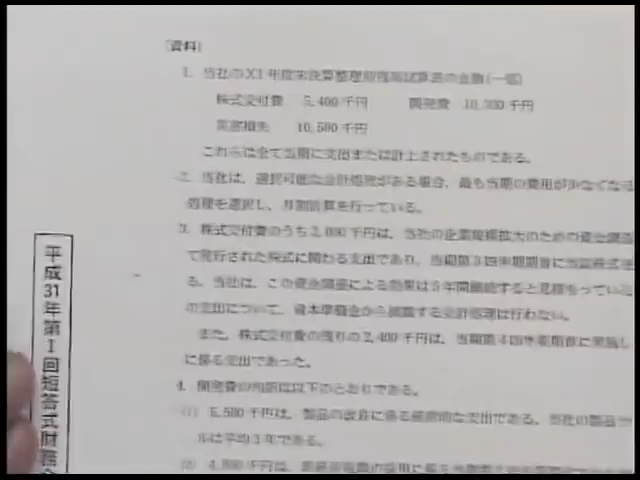 〔資料〕
1. 当社のX1年度末決算整理前残高試算表の金額(一部)
株式交付費 5,400千円 開発費 10,300千円
災害損失 10,500千円
これらは全て当期に支出または計上されたものである。
2. 当社は、選択可能な会計処理がある場合、最も当期の費用が少なくなる
処理を選択し、月割計算を行っている。
3. 株式交付費のうち 千円は、当社の企業規模拡大のための資金調達
て発行された株式に関わる支出であり、当期第3四半期期首に当該株式を
る。当社は、この資金調達による効果は5年間継続すると見積もっている
の支出について、資本準備金から減額する会計処理は行わない。
また、株式交付費の残りの2,400千円は、当期第4四半期期首に実施し
に係る支出であった。
4. 開発費の内訳は以下のとおりである。
(1) 5,500千円は、製品の改良に係る経常的な支出である。当社の製品
ルは平均3年である。
(2) 千円は、
平成31年第Ⅰ回短答式財務会